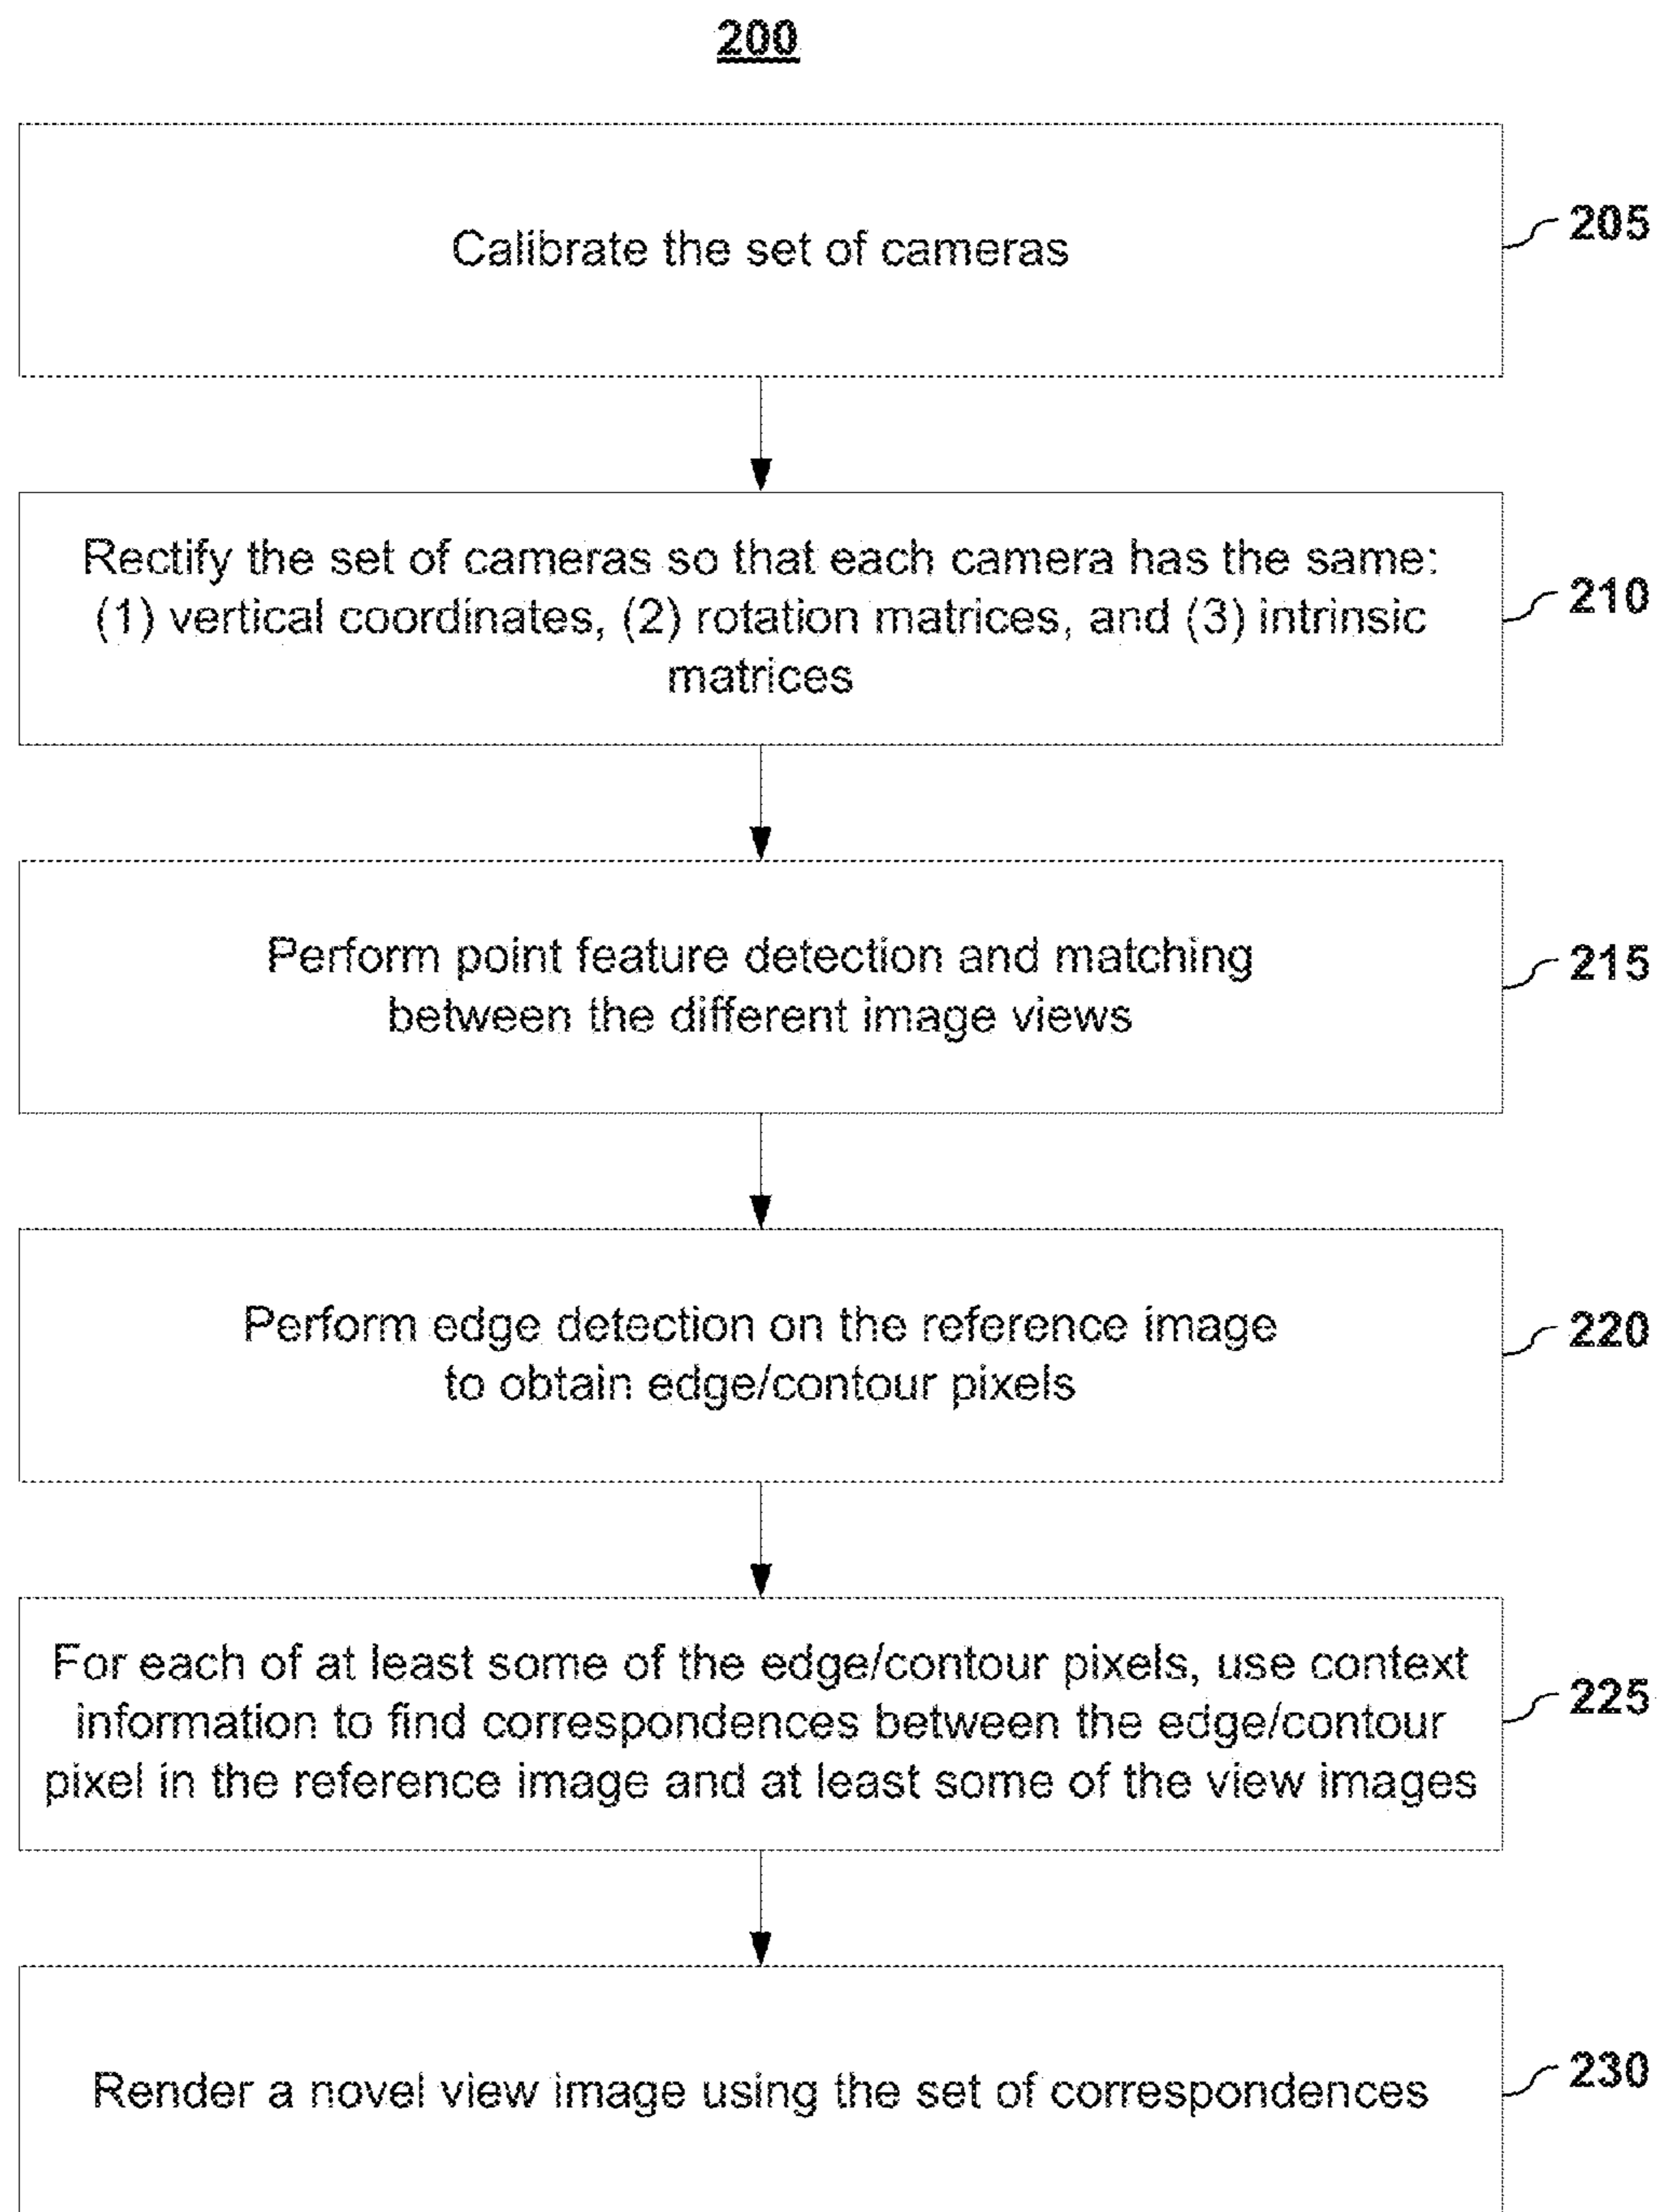 200
Calibrate the set of cameras
205
Rectify the set of cameras so that each camera has the same:
(1) vertical coordinates, (2) rotation matrices, and (3) intrinsic
matrices
210
Perform point feature detection and matching
between the different image views
215
Perform edge detection on the reference image
to obtain edge/contour pixels
220
For each of at least some of the edge/contour pixels, use context
information to find correspondences between the edge/contour
pixel in the reference image and at least some of the view images
225
Render a novel view image using the set of correspondences
230